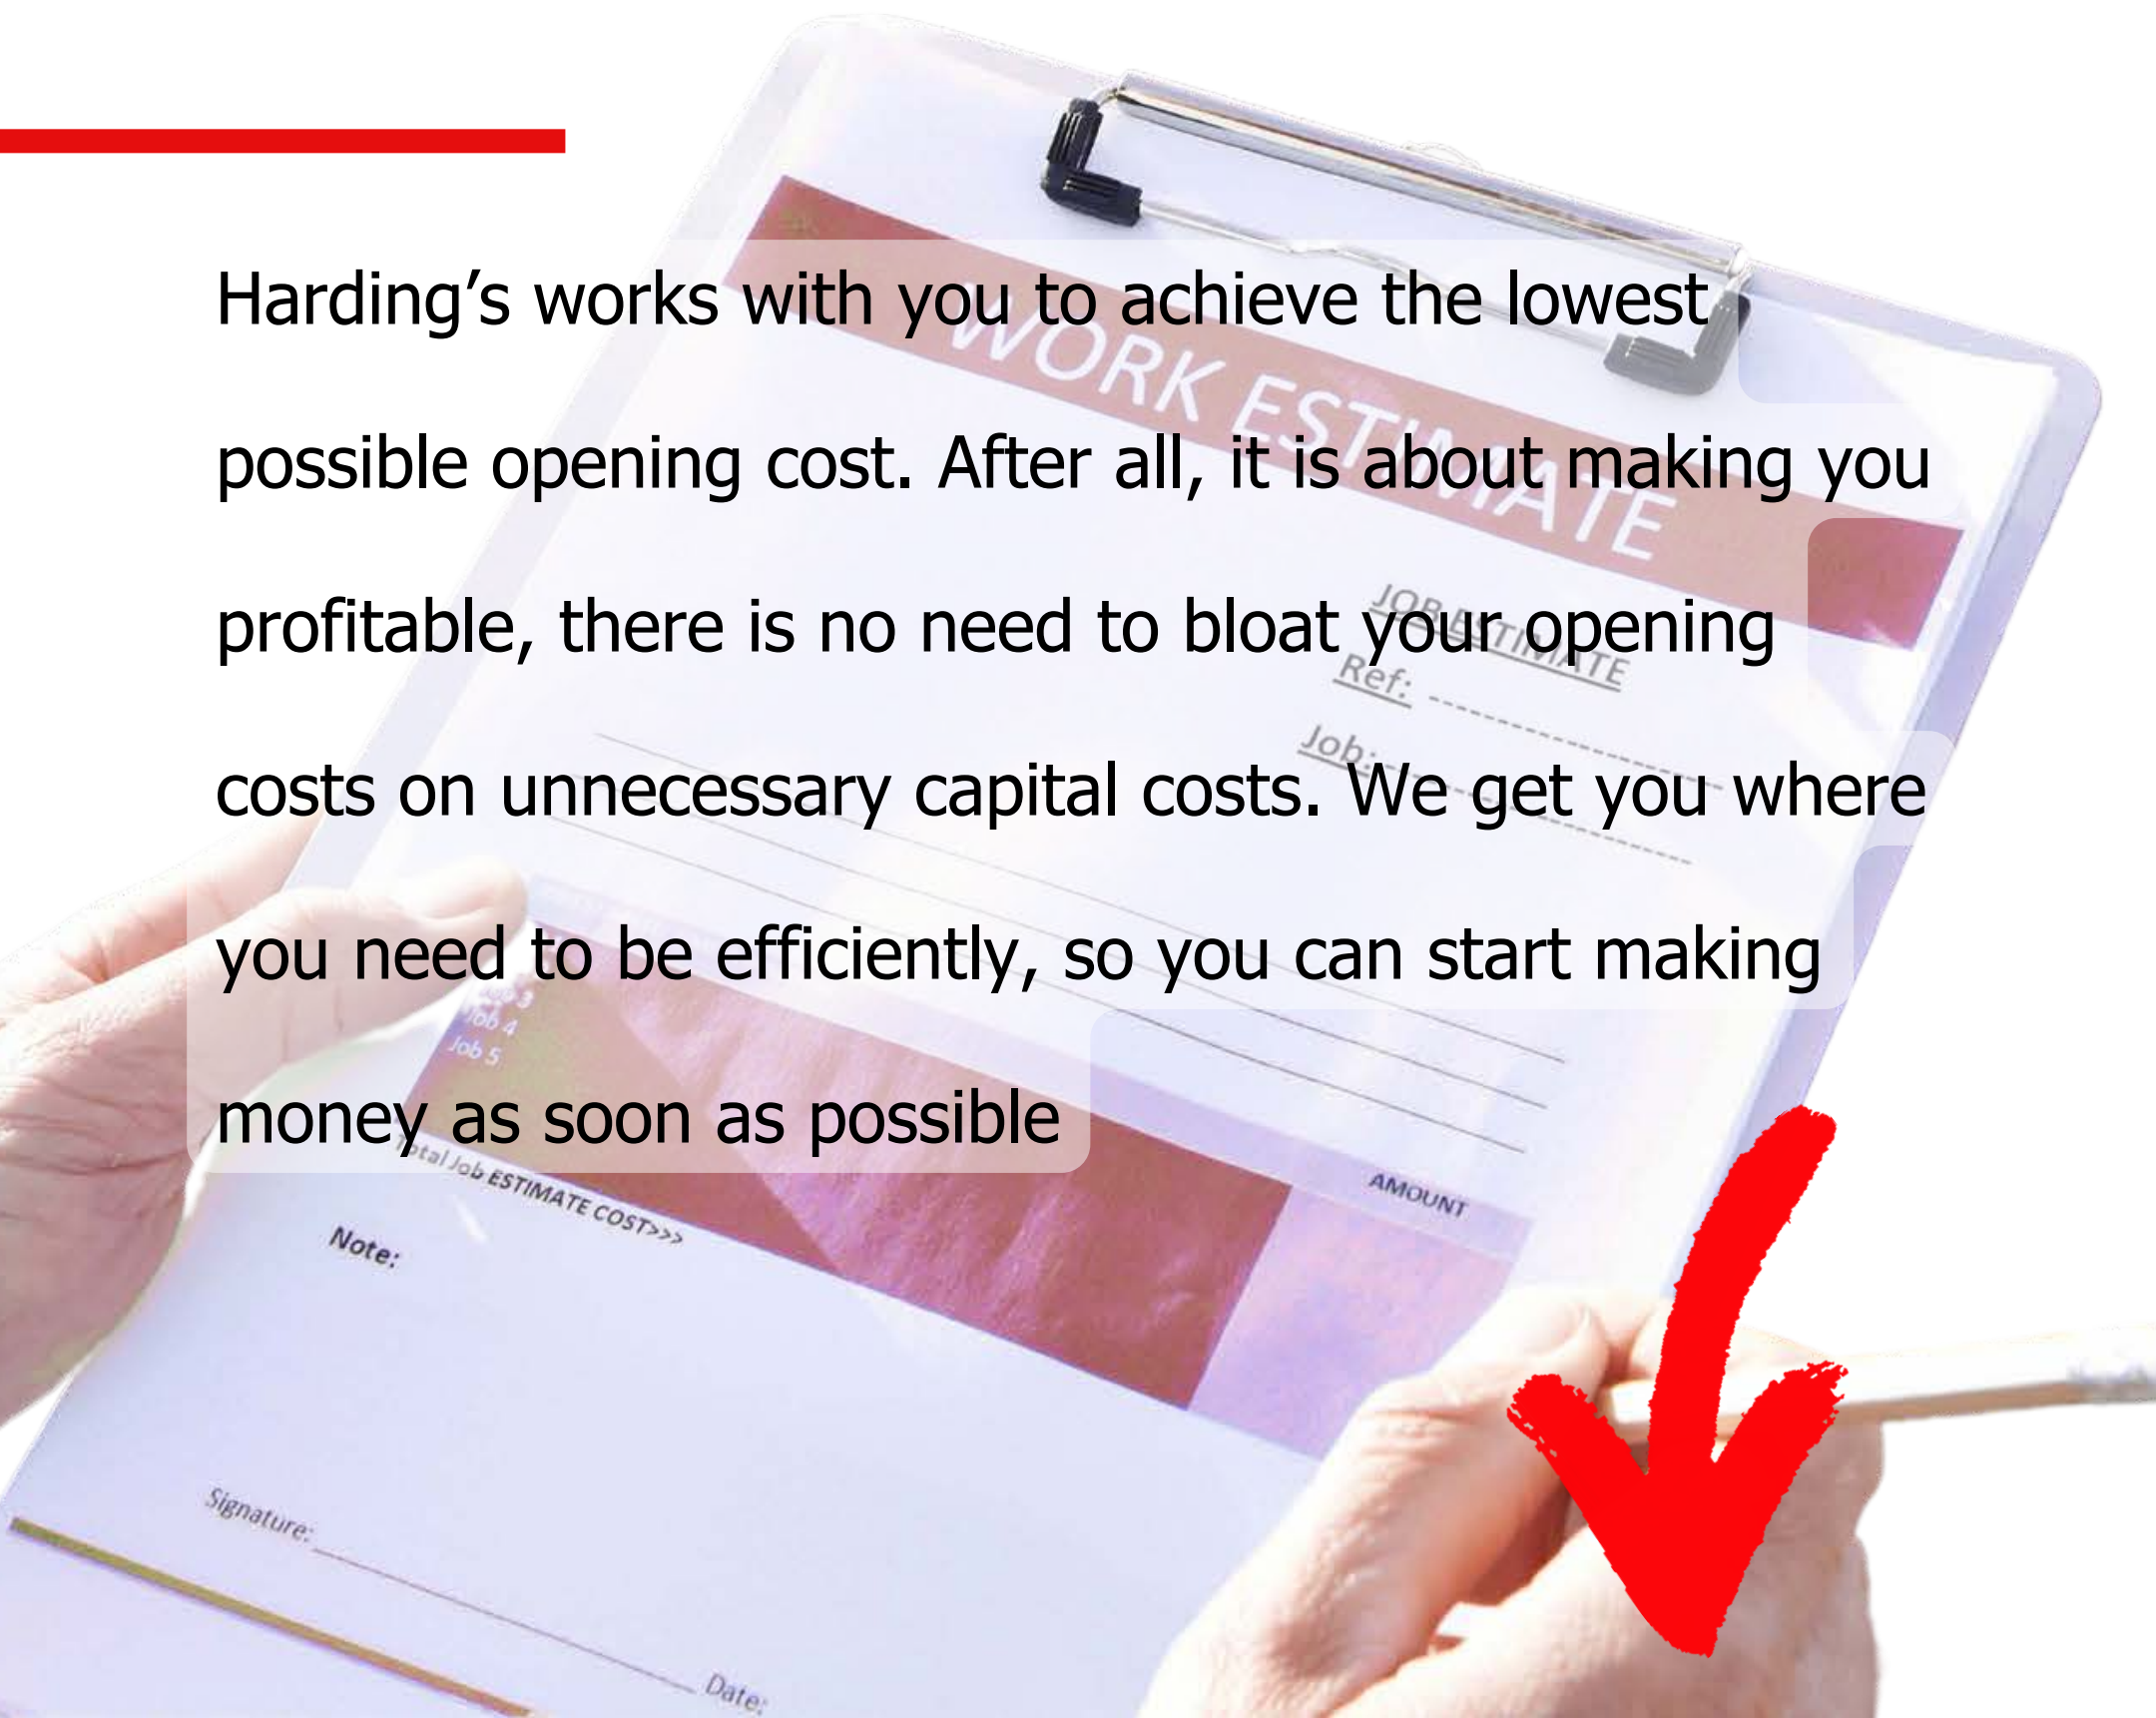 Harding’s works with you to achieve the lowest
possible opening cost. After all, it is about making you
profitable, there is no need to bloat your opening
costs on unnecessary capital costs. We get you where
you need to be efficiently, so you can start making
money as soon as possible
WORK ESTIMATE
JOB ESTIMATE
Ref:
Job:
Job 4
Job 5
AMOUNT
Total Job ESTIMATE COST>>>
Note:
Signature:
Date: